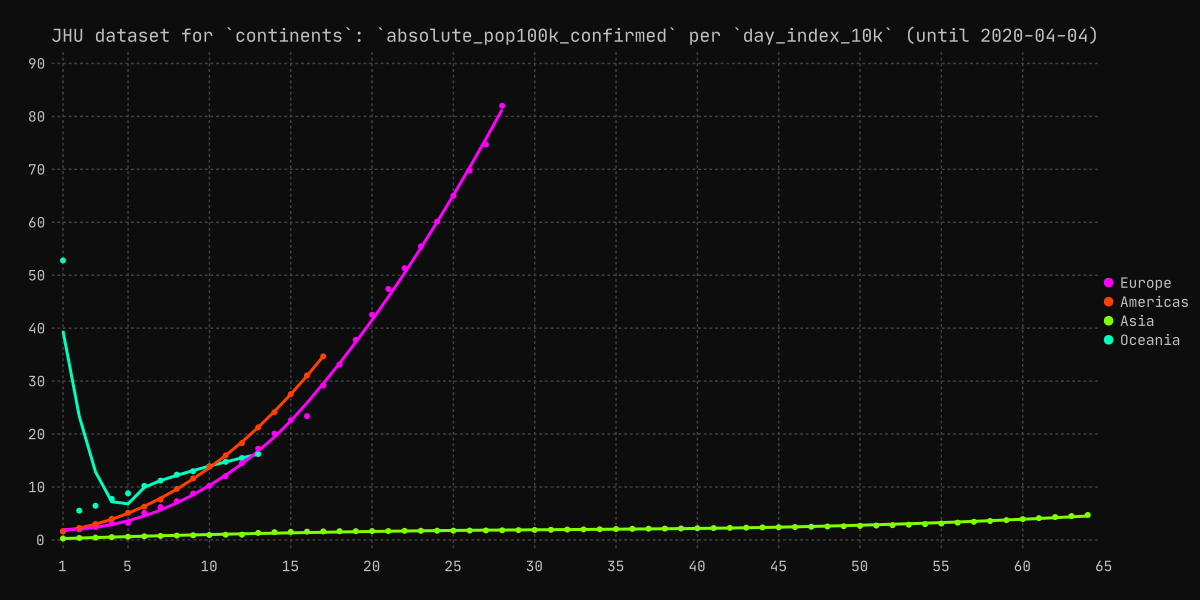 JHU dataset for `continents`: `absolute_pop100k_confirmed` per `day_index_10k` (until 2020-04-04)
90
80
70
60
50
40
30
20
10
0
1 5 10 15 20 25 30 35 40 45 50 55 60 65
Europe
Americas
Asia
Oceania